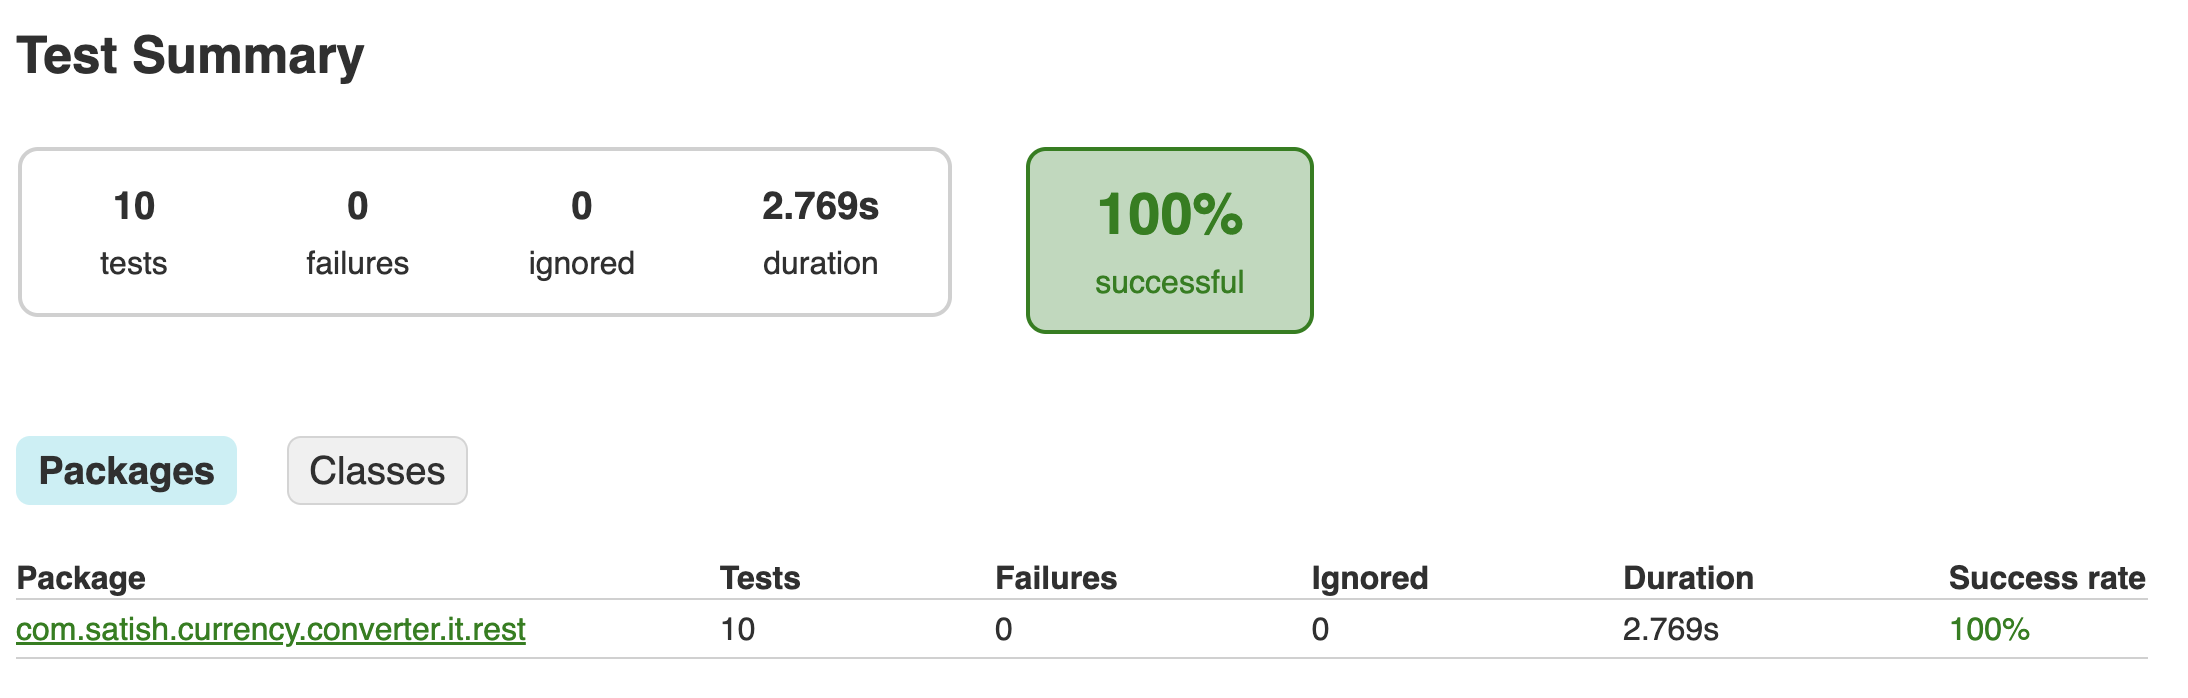 Test Summary
10 0 0 2.769s
tests failures ignored duration
100%
successful
Packages Classes
Package Tests Failures Ignored Duration Success rate
com.satish.currency.converter.it.rest 10 0 0 2.769s 100%